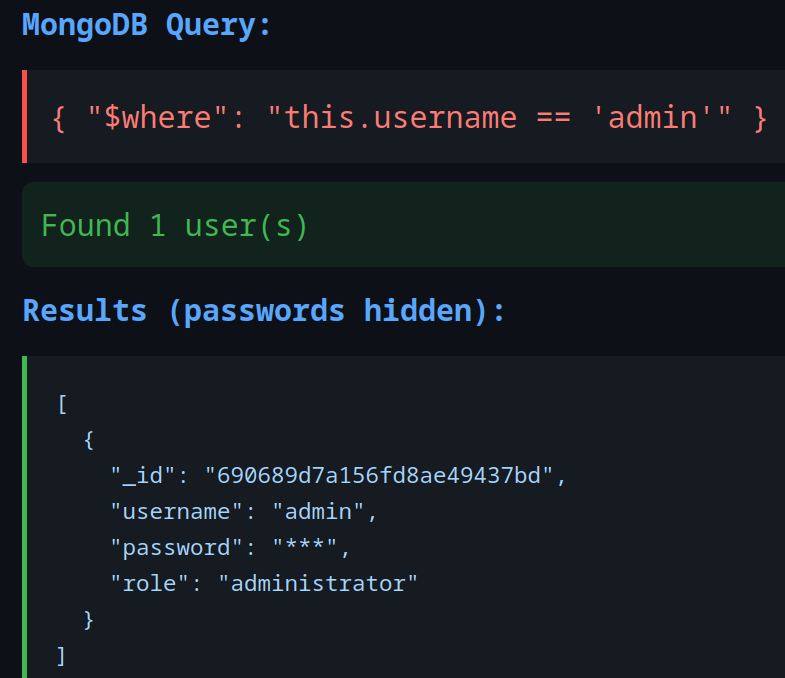 MongoDB Query:
{ "$where": "this.username == 'admin'" }
Found 1 user(s)
Results (passwords hidden):
[
  {
    "_id": "690689d7a156fd8ae49437bd",
    "username": "admin",
    "password": "***",
    "role": "administrator"
  }
]